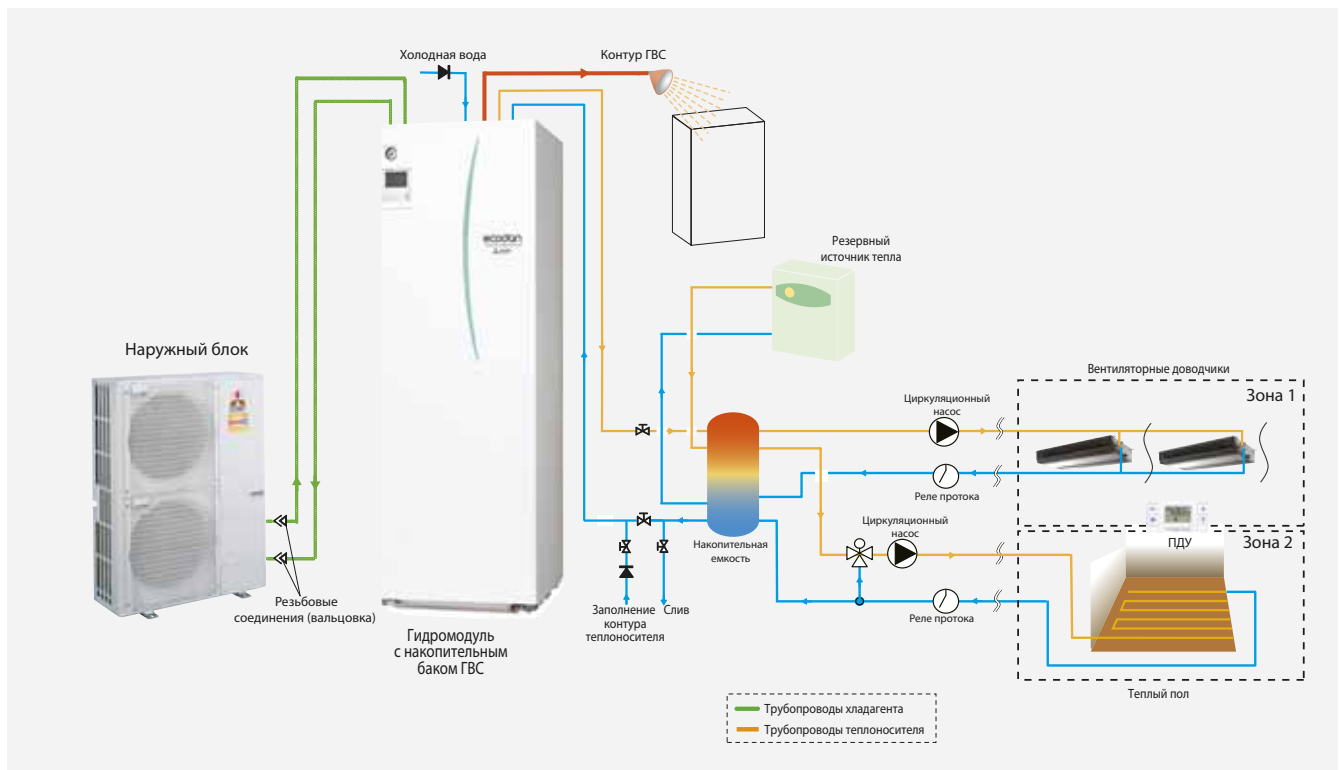 Холодная вода
Контур ГВС
ecodan
Резервный
источник тепла
Наружный блок
Вентиляторные доводчики
Зона 1
Циркуляционный
насос
Реле протока
Циркуляционный
насос
Накопительная
емкость
ПДУ
Зона 2
Резьбовые
соединения (вальцовка)
Заполнение
контура
теплоносителя
Слив
Реле протока
Гидромодуль
с накопительным
баком ГВС
Теплый пол
Трубопроводы хладагента
Трубопроводы теплоносителя